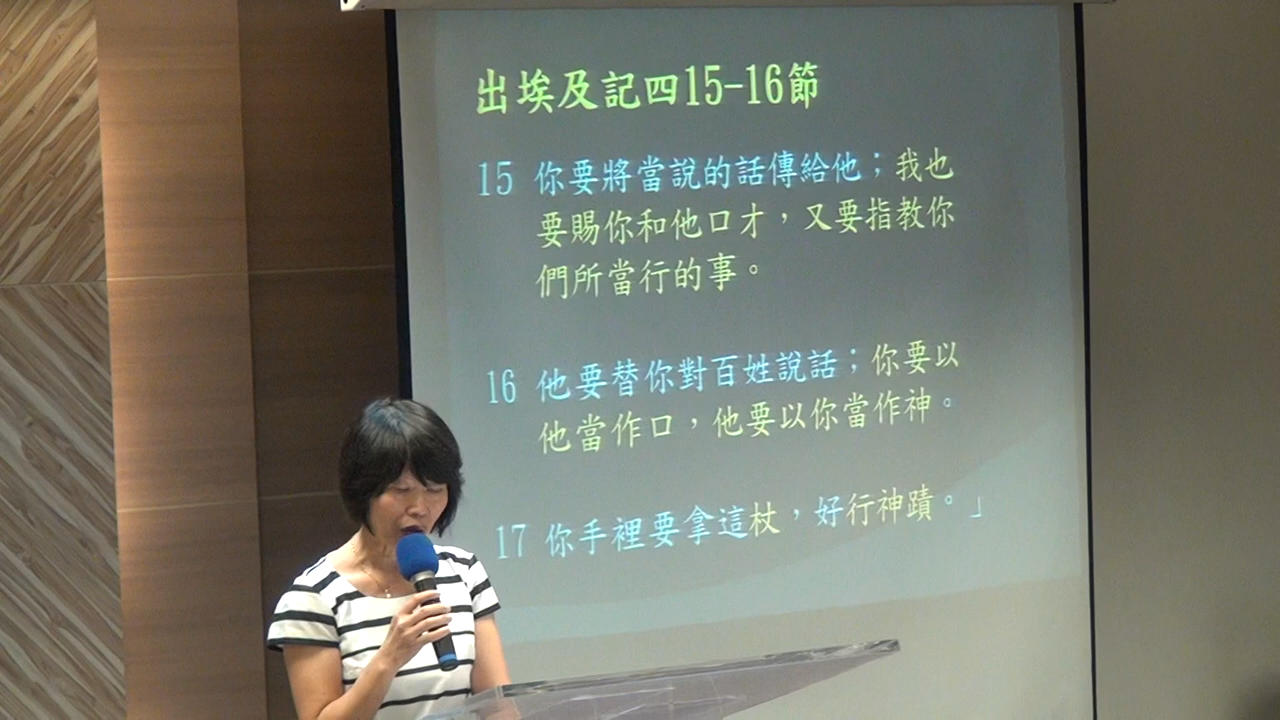 出埃及記四15-16節
15 你要將當說的話傳給他；我也
要賜你和他口才，又要指教你
們所當行的事。
16 他要替你對百姓說話；你要以
他當作口，他要以你當作神。
17 你手裡要拿這杖，好行神蹟。」